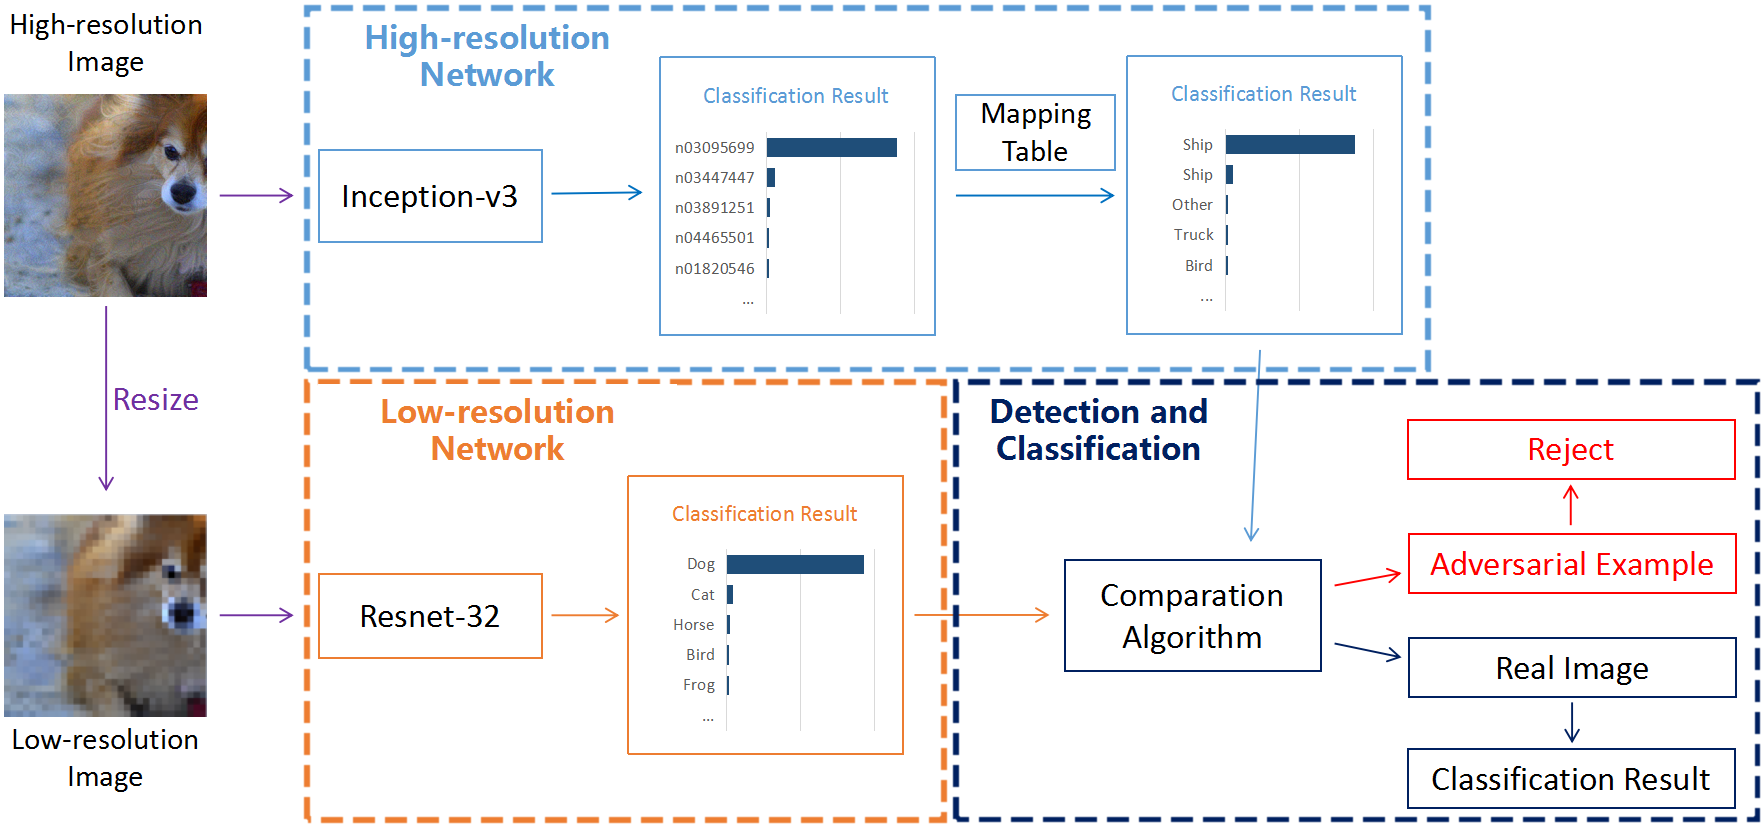 High-resolution
Image
High-resolution
Network
Inception-v3
Classification Result
n03095699
n03447447
n03891251
n04465501
n01820546
...
Mapping
Table
Classification Result
Ship
Ship
Other
Truck
Bird
...
Resize
Low-resolution
Image
Low-resolution
Network
Resnet-32
Classification Result
Dog
Cat
Horse
Bird
Frog
...
Detection and
Classification
Comparation
Algorithm
Reject
Adversarial Example
Real Image
Classification Result